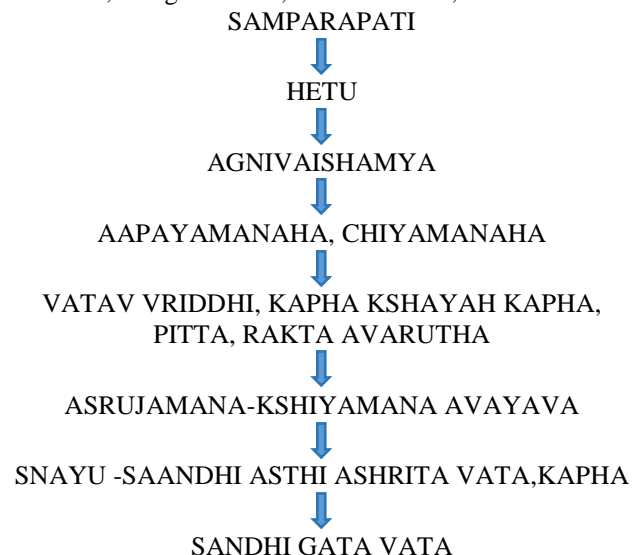 SAMPARAPATI
HETU
AGNIVAISHAMYA
AAPAYAMANAHA, CHIYAMANAHA
VATAV VRIDDHI, KAPHA KSHAYAH KAPHA,
PITTA, RAKTA AVARUTHA
ASRUJAMANA-KSHIYAMANA AVAYAVA
SNAYU -SAANDHI ASTHI ASHRITA VATA,KAPHA
SANDHI GATA VATA